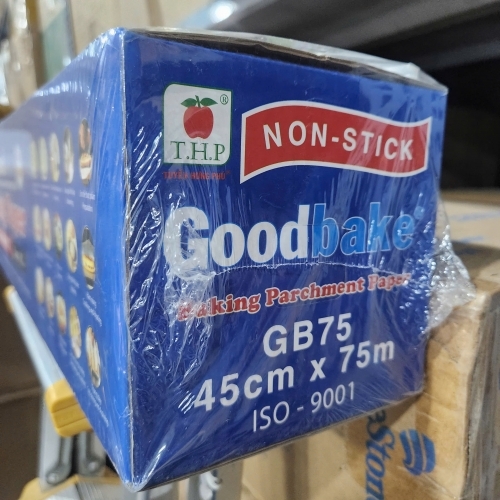 ®
T.H.P
NON-STICK
Goodbake
Baking Parchment Paper
GB75
45cm x 75m
ISO - 9001